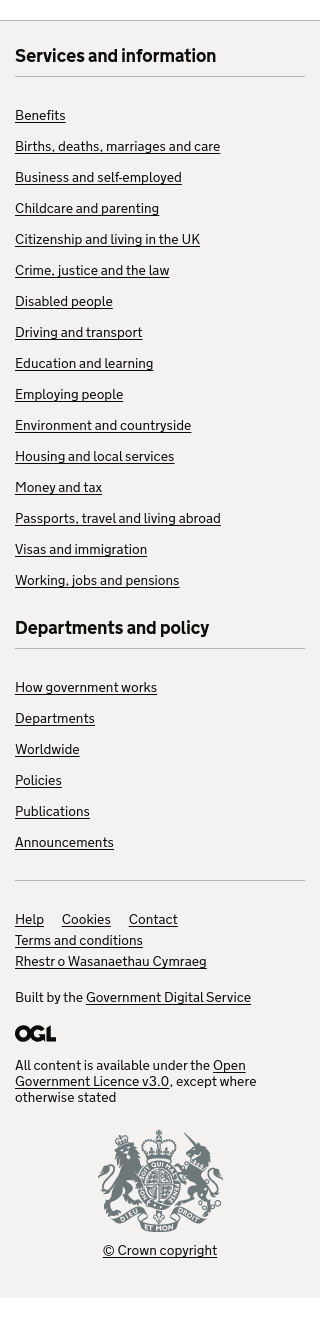 Services and information
Benefits
Births, deaths, marriages and care
Business and self-employed
Childcare and parenting
Citizenship and living in the UK
Crime, justice and the law
Disabled people
Driving and transport
Education and learning
Employing people
Environment and countryside
Housing and local services
Money and tax
Passports, travel and living abroad
Visas and immigration
Working, jobs and pensions
Departments and policy
How government works
Departments
Worldwide
Policies
Publications
Announcements
Help Cookies Contact
Terms and conditions
Rhestr o Wasanaethau Cymraeg
Built by the Government Digital Service
OGL
All content is available under the Open
Government Licence v3.0, except where
otherwise stated
DIEU ET MON DROIT
© Crown copyright